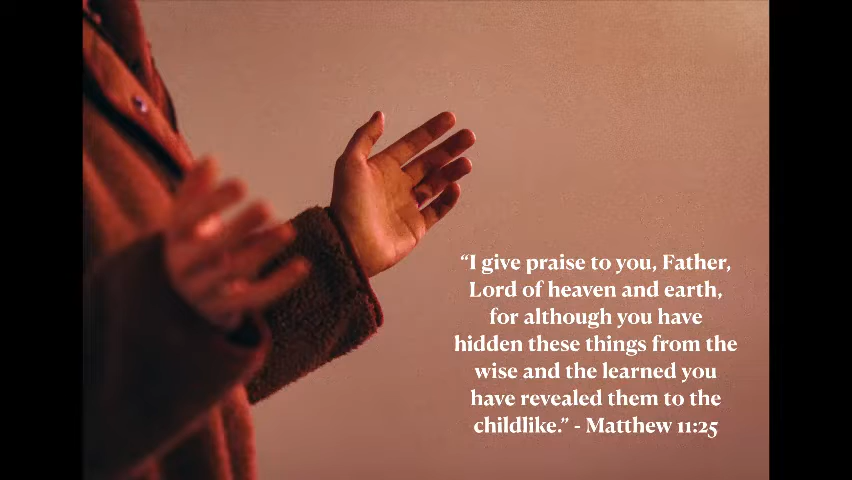 “I give praise to you, Father,
Lord of heaven and earth,
for although you have
hidden these things from the
wise and the learned you
have revealed them to the
childlike.” - Matthew 11:25